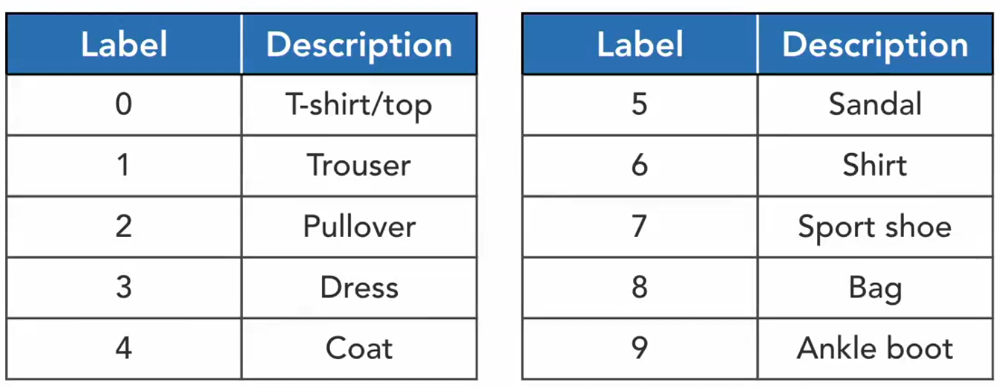 Label Description
0 T-shirt/top
1 Trouser
2 Pullover
3 Dress
4 Coat
Label Description
5 Sandal
6 Shirt
7 Sport shoe
8 Bag
9 Ankle boot